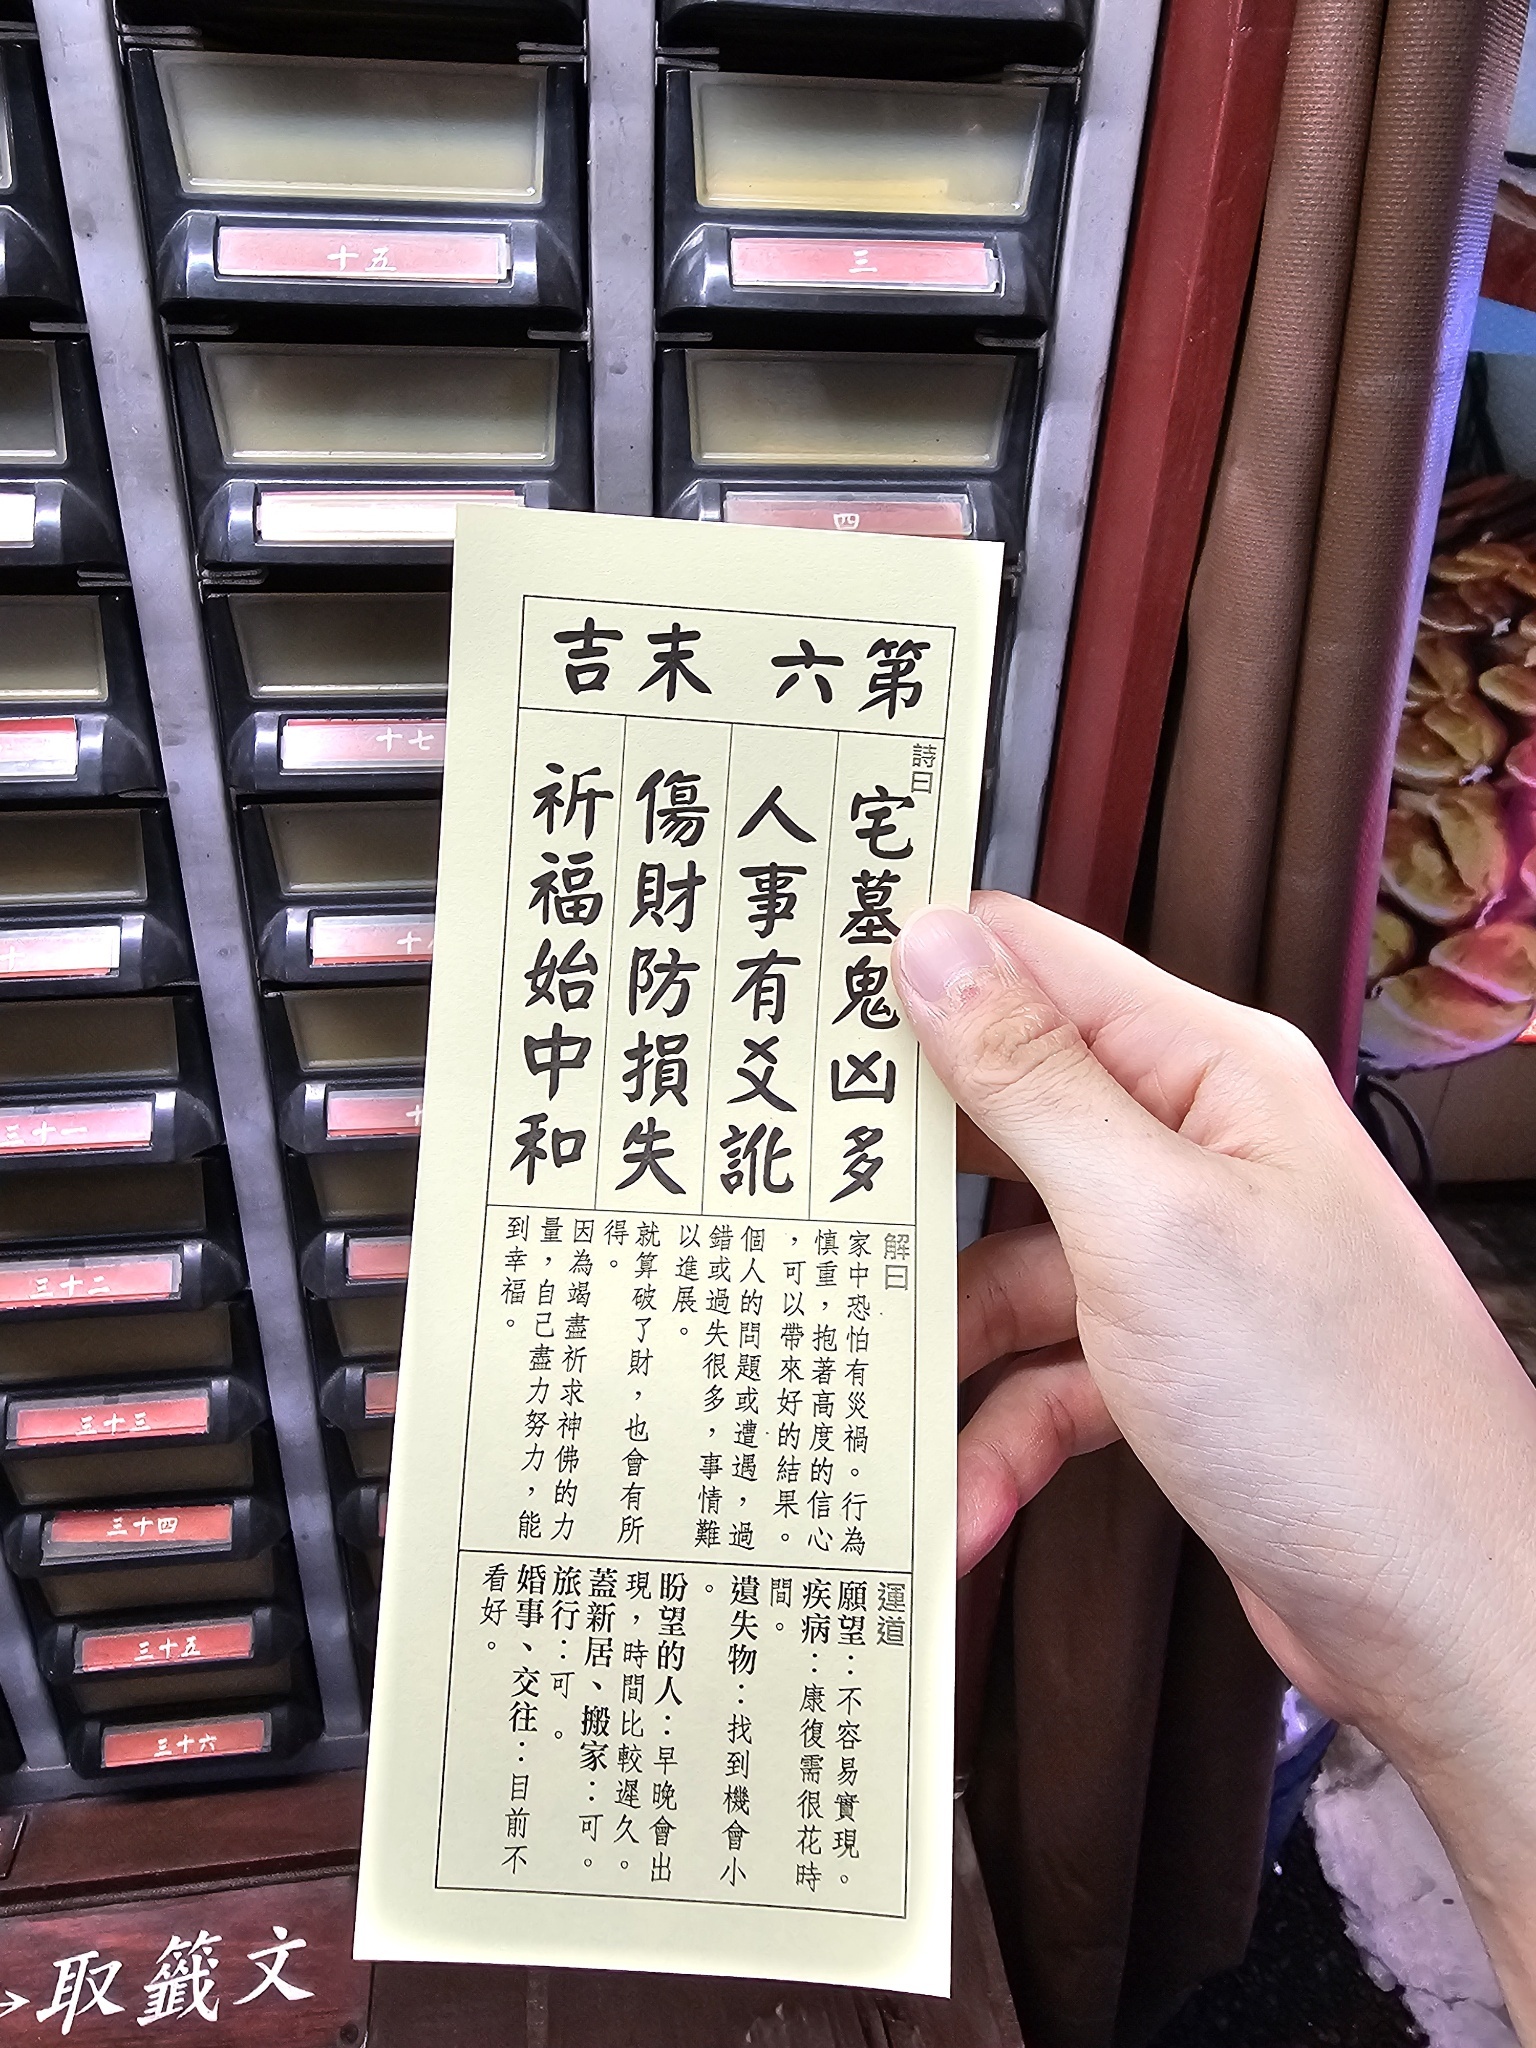 第六 末吉
詩曰
宅墓鬼凶多
人事有爻訛
傷財防損失
祈福始中和
解曰
家中恐怕有災禍。行為
慎重，抱著高度的信心
，可以帶來好的結果。
個人的問題或遭遇，過
錯或過失很多，事情難
以進展。
就算破了財，也會有所
得。
因為竭盡祈求神佛的力
量，自己盡力努力，能
到幸福。
運道
願望：不容易實現。
疾病：康復需很花時
間。
遺失物：找到機會小
。
盼望的人：早晚會出
現，時間比較遲久。
蓋新居、搬家：可。
旅行：可。
婚事、交往：目前不
看好。
十五
三
四
十七
三十一
三十二
三十三
三十四
三十五
三十六
取籤文